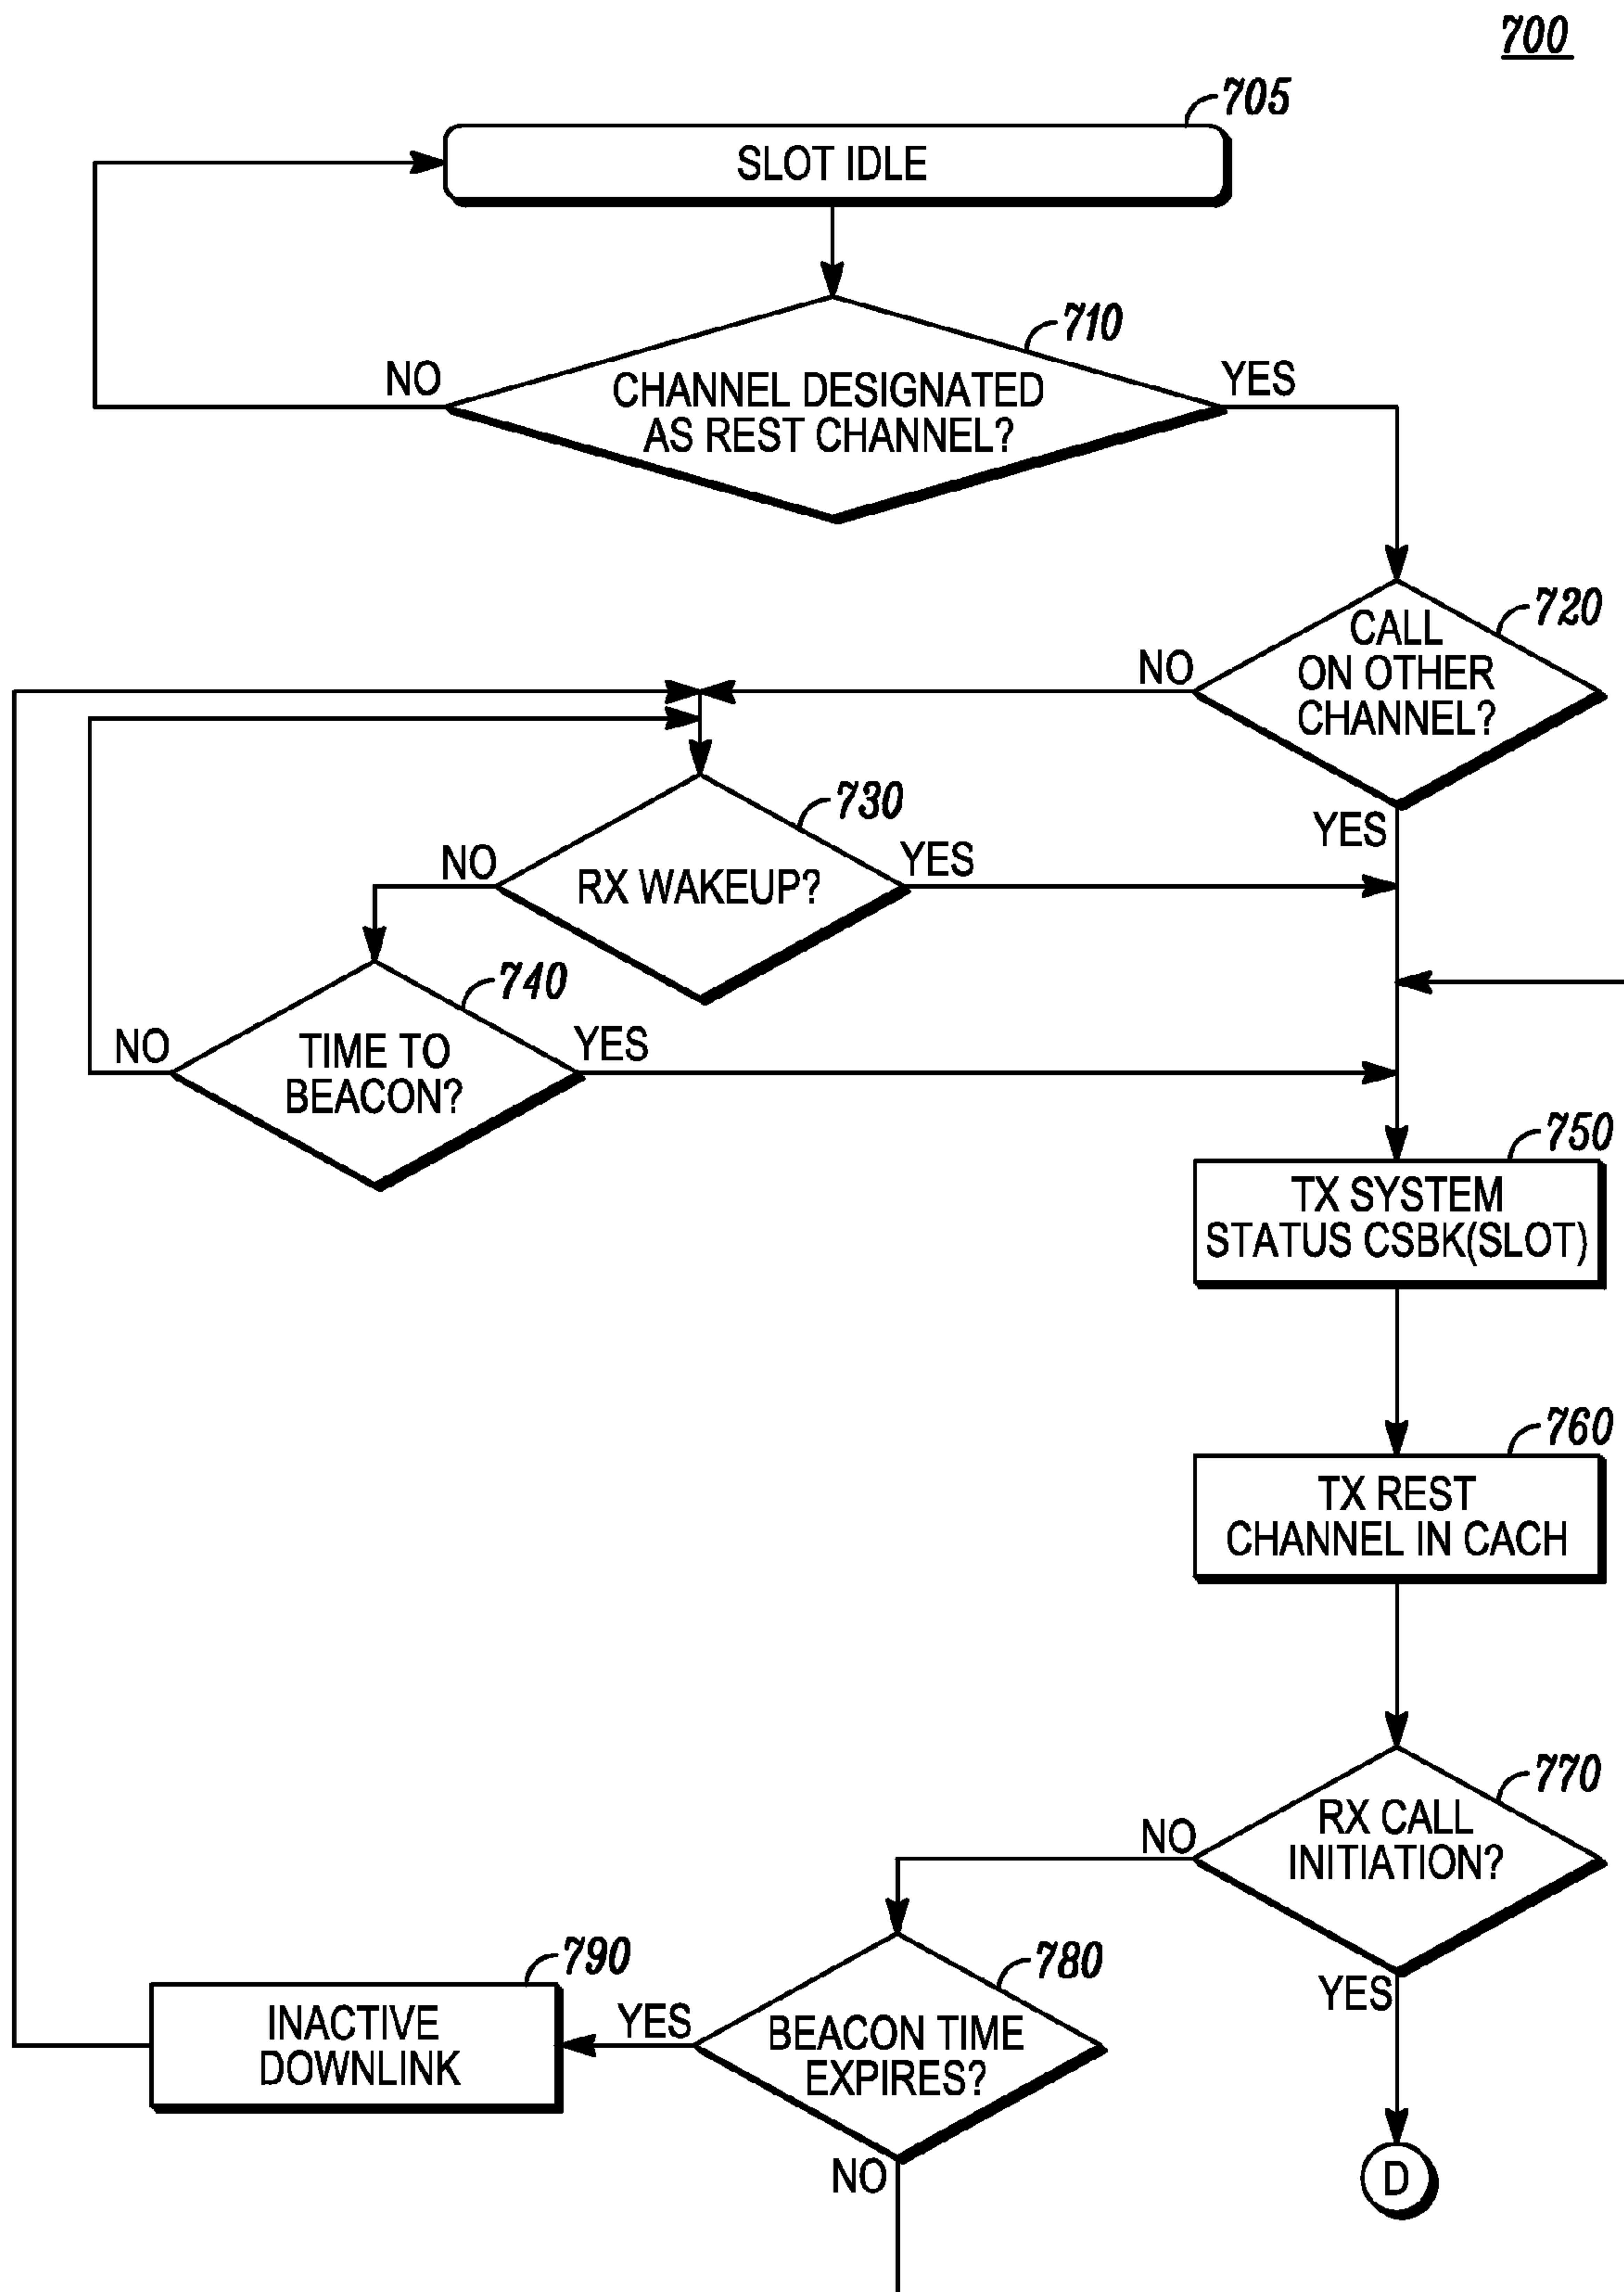 700
705
SLOT IDLE
710
NO
CHANNEL DESIGNATED
AS REST CHANNEL?
YES
720
CALL
ON OTHER
CHANNEL?
NO
YES
730
NO
RX WAKEUP?
YES
740
NO
TIME TO
BEACON?
YES
750
TX SYSTEM
STATUS CSBK(SLOT)
760
TX REST
CHANNEL IN CACH
770
RX CALL
INITIATION?
NO
YES
780
BEACON TIME
EXPIRES?
YES
NO
790
INACTIVE
DOWNLINK
D